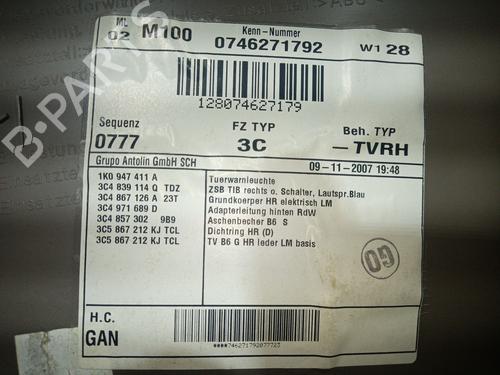 ML
02 M100
Kenn-Nummer
0746271792
W1 28
128074627179
Sequenz
0777
FZ TYP
3C
Beh. TYP
-TVRH
Grupo Antolin GmbH SCH
09-11-2007 19:48
1K0 947 411 A Tuerwarnleuchte
3C4 839 114 Q TDZ ZSB TIB rechts o. Schalter, Lautspr.Blau
3C4 867 126 A 23T Grundkoerper HR elektrisch LM
3C4 971 689 D Adapterleitung hinten RdW
3C4 857 302 9B9 Aschenbecher B6 S
3C5 867 212 KJ TCL Dichtring HR (D)
3C5 867 212 KJ TCL TV B6 G HR leder LM basis
GO
H.C.
GAN
B-PARTS